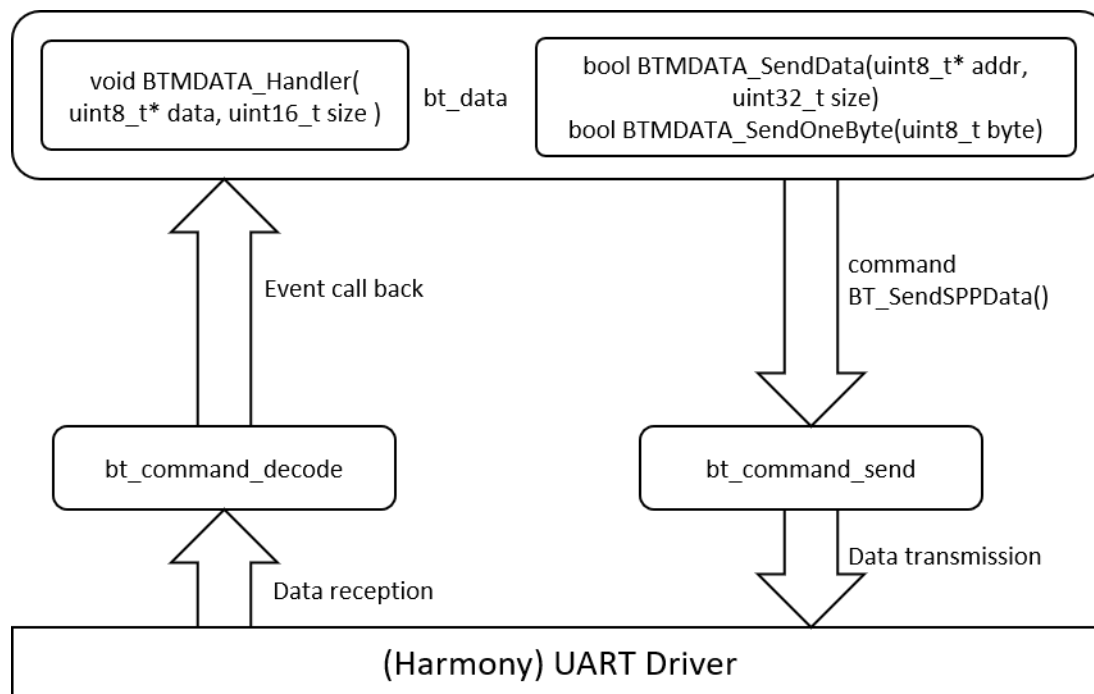 void BTMDATA_Handler(
uint8_t* data, uint16_t size )
bt_data
bool BTMDATA_SendData(uint8_t* addr,
uint32_t size)
bool BTMDATA_SendOneByte(uint8_t byte)
Event call back
command
BT_SendSPPData()
bt_command_decode
bt_command_send
Data reception
Data transmission
(Harmony) UART Driver